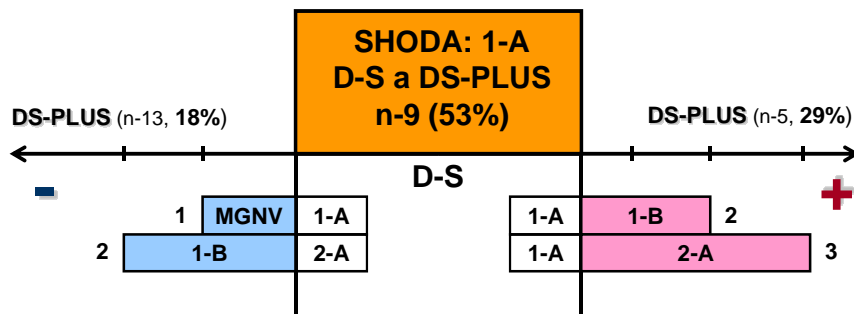 SHODA: 1-A
D-S a DS-PLUS
n-9 (53%)
DS-PLUS (n-13, 18%)
DS-PLUS (n-5, 29%)
D-S
- +
1 MGNV 1-A 1-A 1-B 2
2 1-B 2-A 1-A 2-A 3